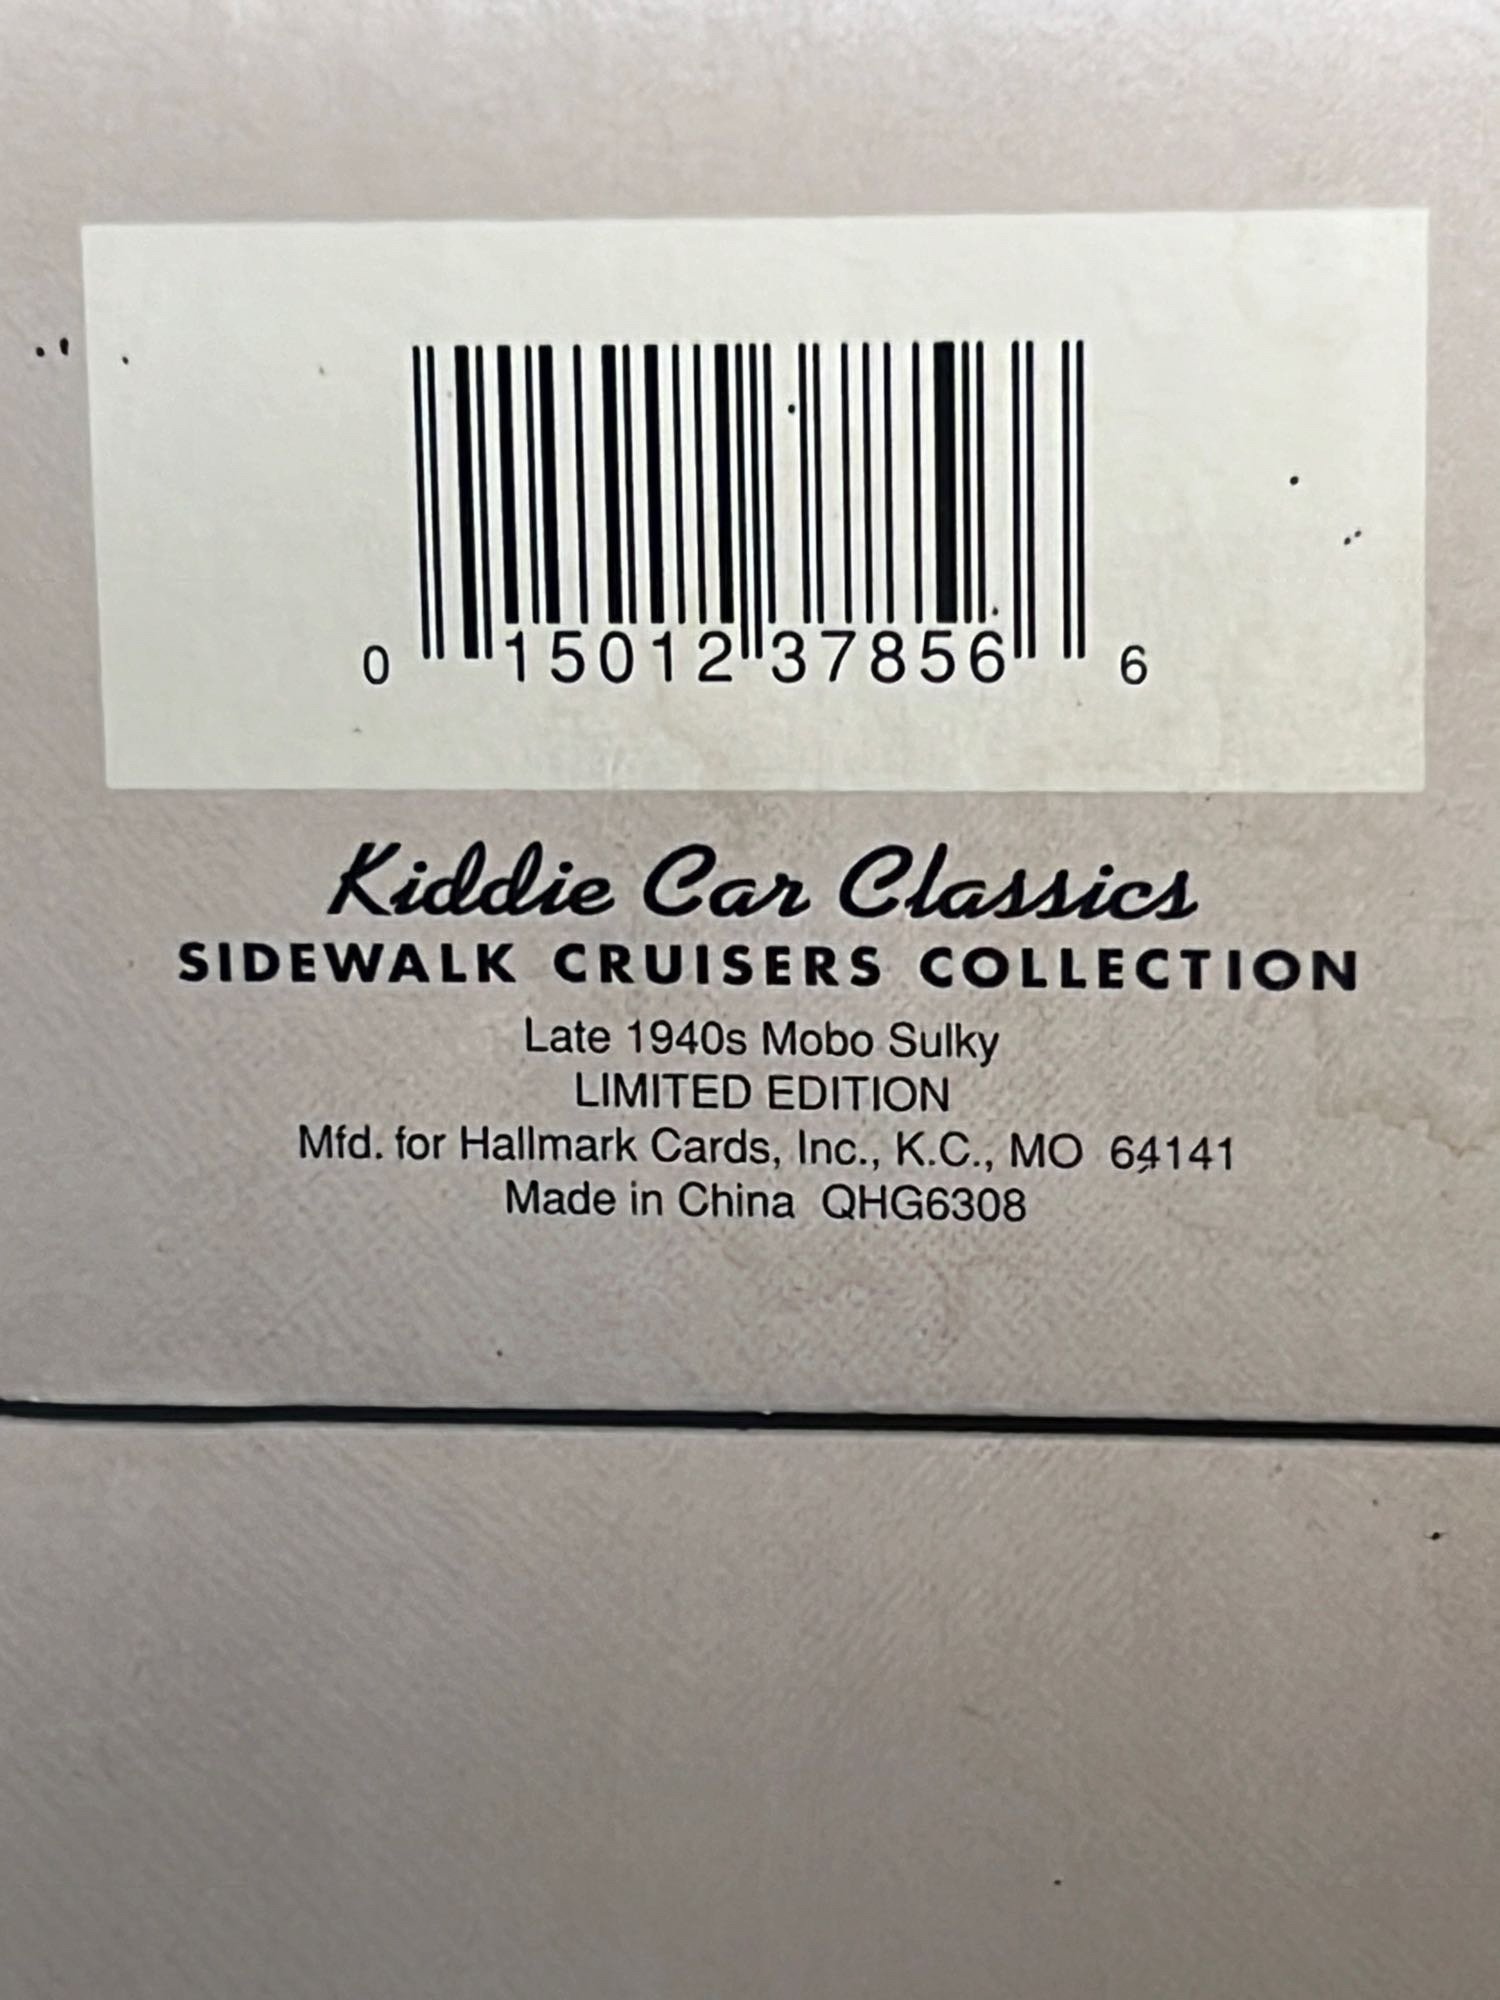 0 15012 37856 6
Kiddie Car Classics
SIDEWALK CRUISERS COLLECTION
Late 1940s Mobo Sulky
LIMITED EDITION
Mfd. for Hallmark Cards, Inc., K.C., MO 64141
Made in China QHG6308